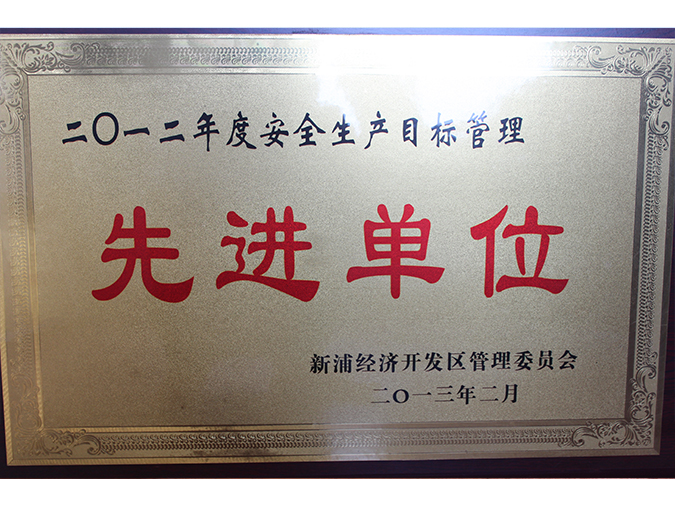 二〇一二年度安全生产目标管理
先进单位
新浦经济开发区管理委员会
二〇一三年二月